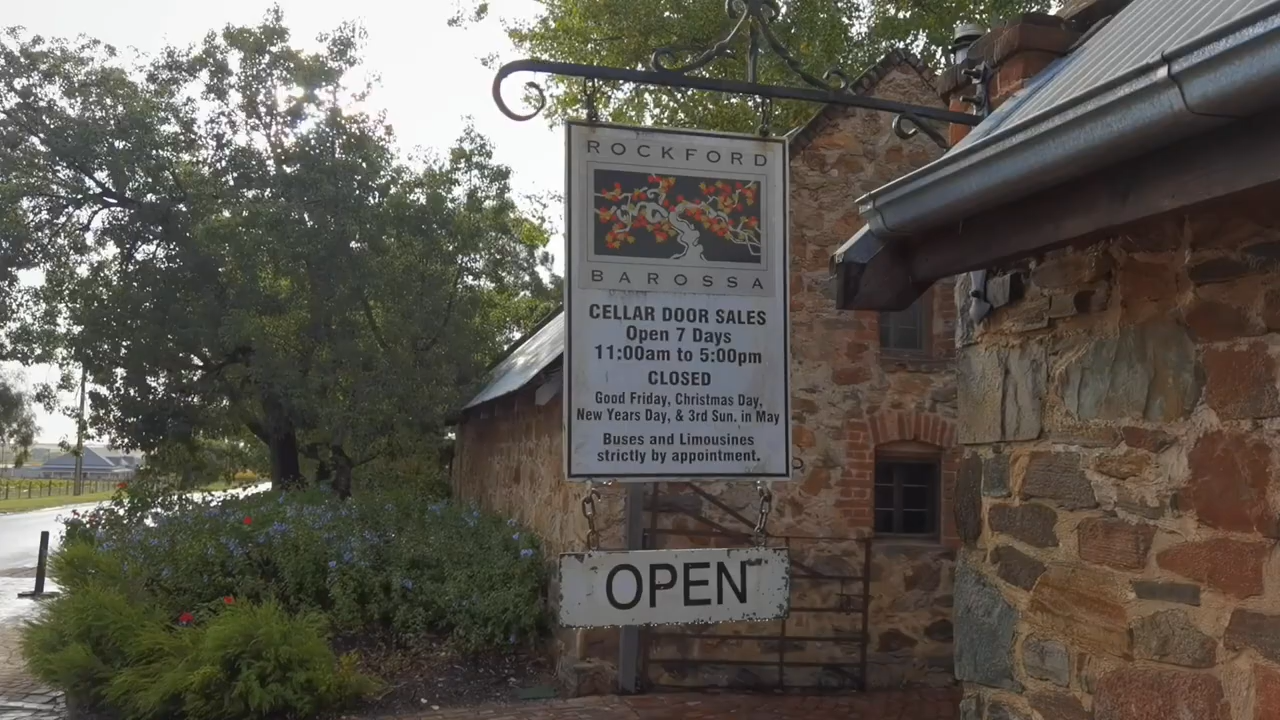 ROCKFORD
BAROSSA
CELLAR DOOR SALES
Open 7 Days
11:00am to 5:00pm
CLOSED
Good Friday, Christmas Day,
New Years Day, & 3rd Sun. in May
Buses and Limousines
strictly by appointment.
OPEN